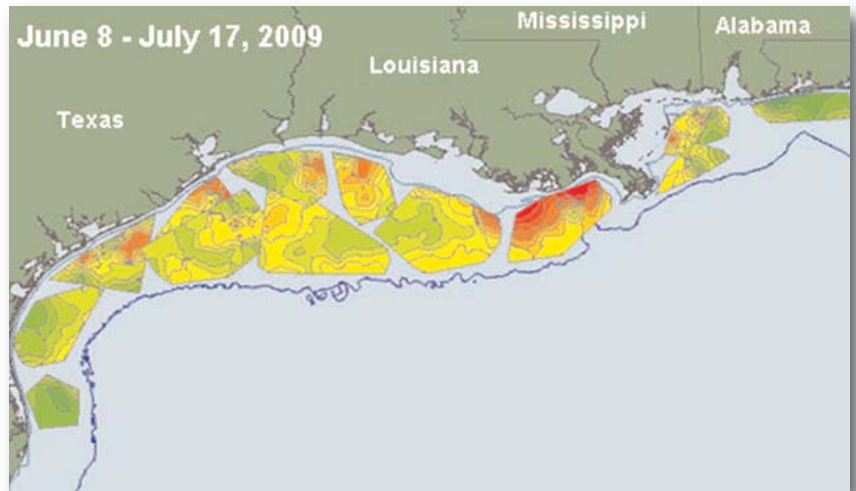 June 8 - July 17, 2009
Mississippi
Alabama
Louisiana
Texas